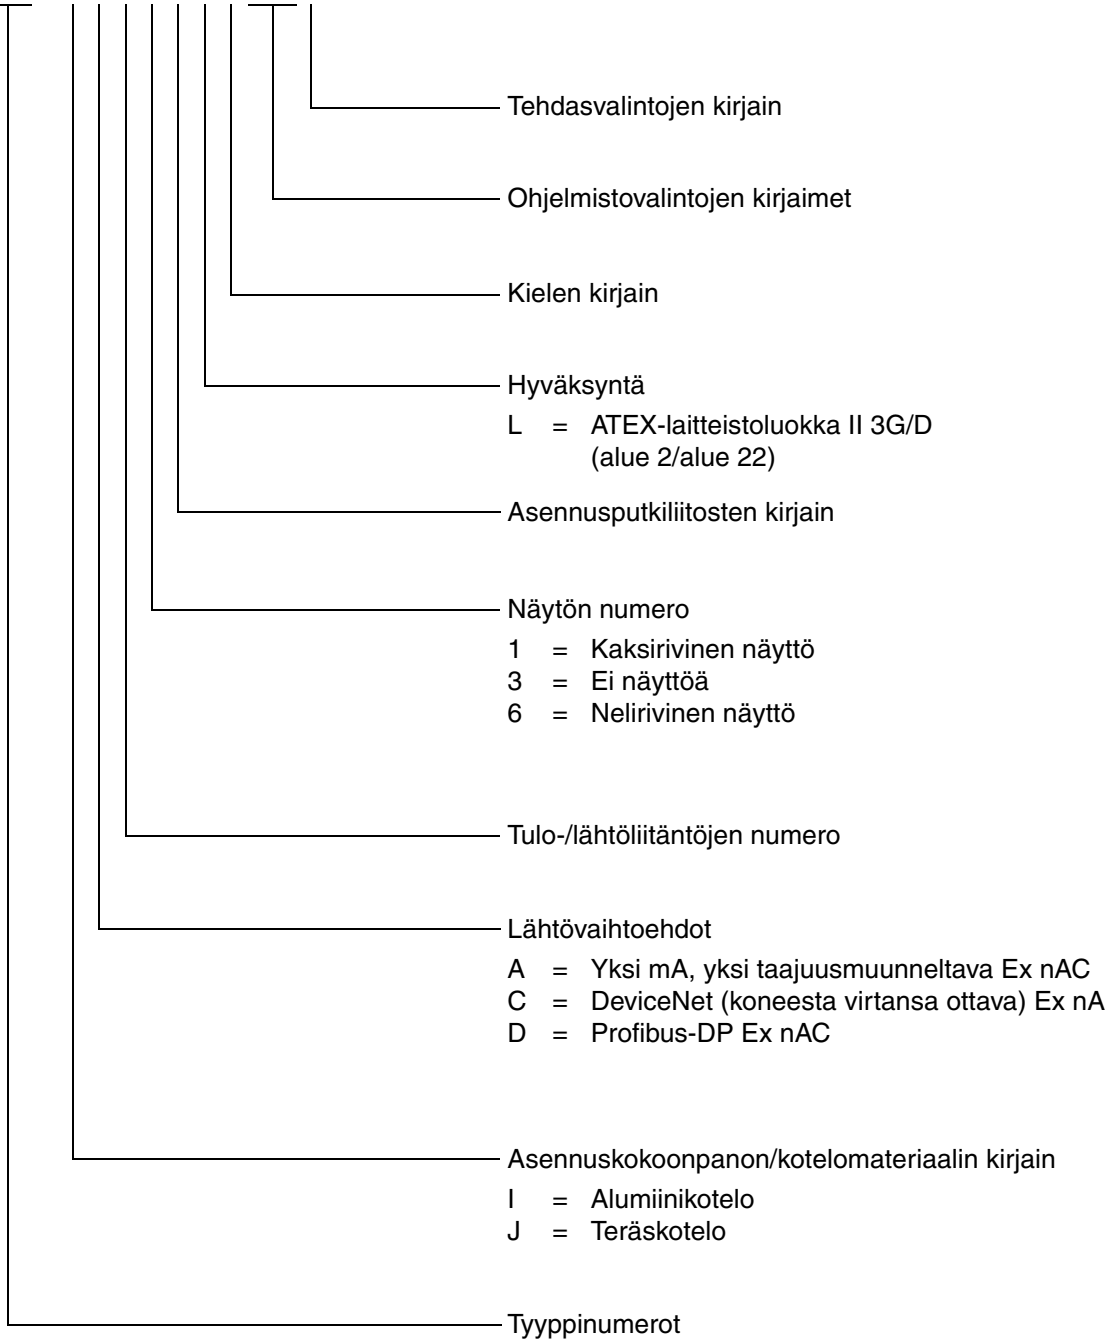 Tehdasvalintojen kirjain
Ohjelmistovalintojen kirjaimet
Kielen kirjain
Hyväksyntä
L = ATEX-laitteistoluokka II 3G/D
(alue 2/alue 22)
Asennusputkiliitosten kirjain
Näytön numero
1 = Kaksirivinen näyttö
3 = Ei näyttöä
6 = Nelirivinen näyttö
Tulo-/lähtöliitäntöjen numero
Lähtövaihtoehdot
A = Yksi mA, yksi taajuusmuunneltava Ex nAC
C = DeviceNet (koneesta virtansa ottava) Ex nA
D = Profibus-DP Ex nAC
Asennuskokoonpanon/kotelomateriaalin kirjain
I = Alumiinikotelo
J = Teräskotelo
Tyyppinumerot